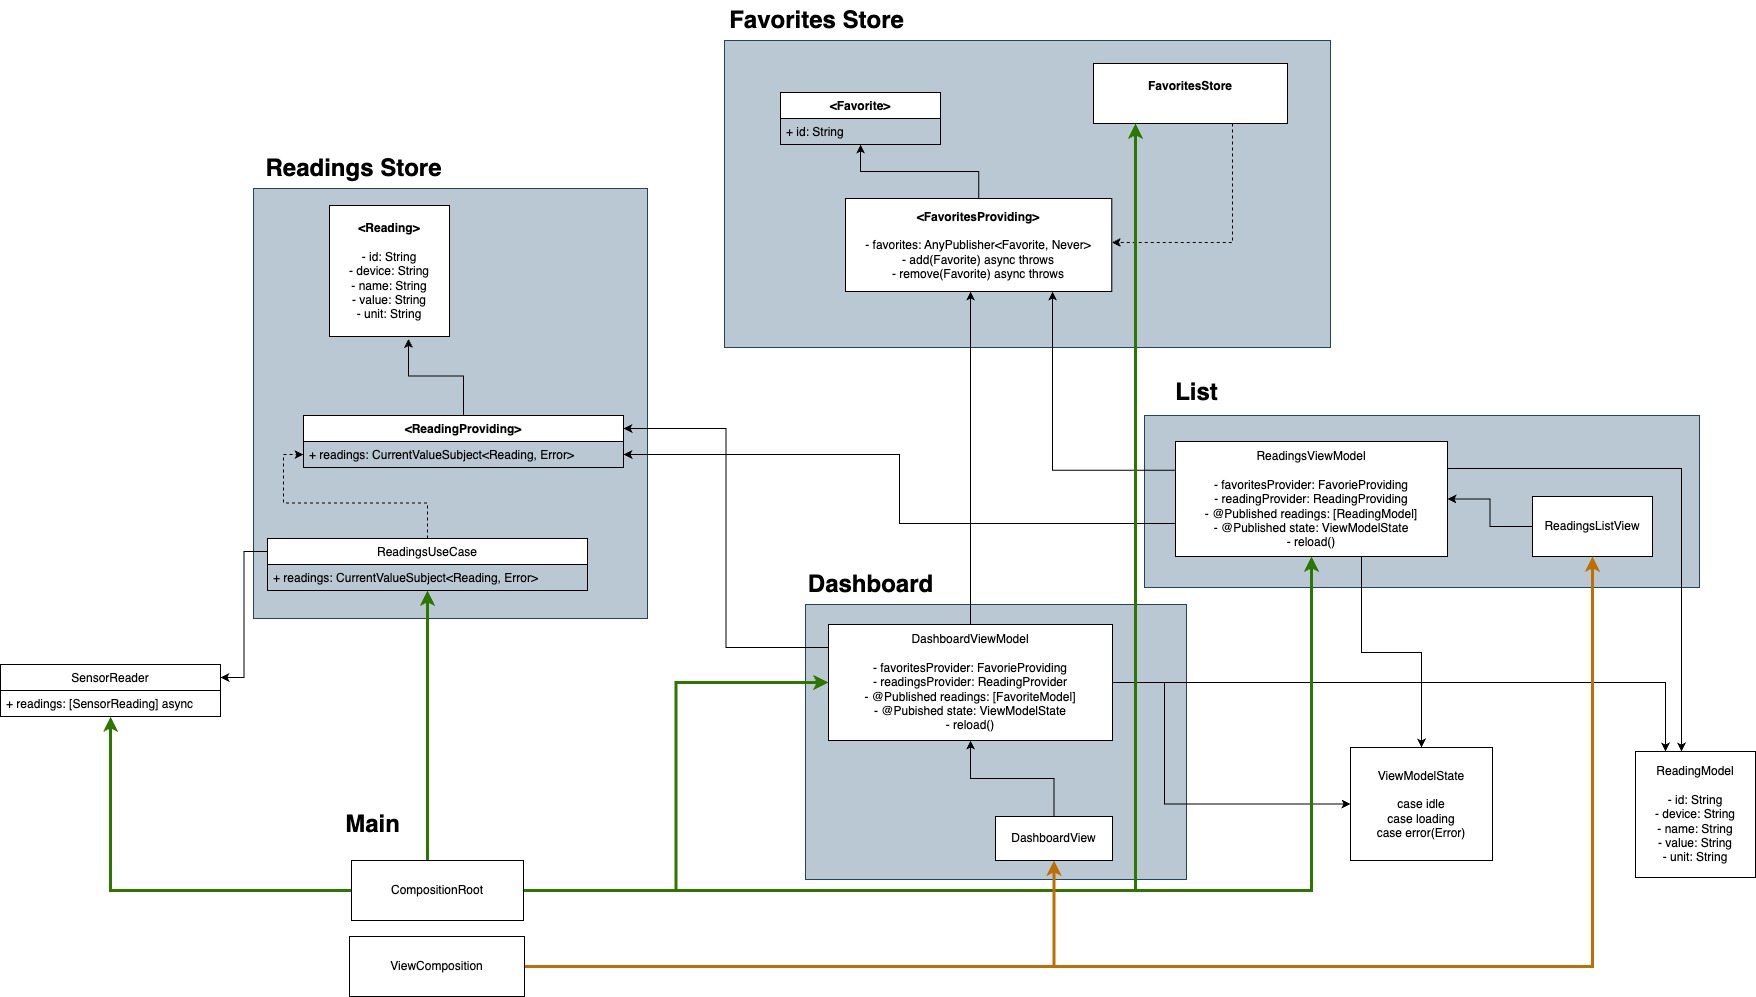 Favorites Store
<Favorite>
+ id: String
FavoritesStore
<FavoritesProviding>
- favorites: AnyPublisher<Favorite, Never>
- add(Favorite) async throws
- remove(Favorite) async throws
Readings Store
<Reading>
- id: String
- device: String
- name: String
- value: String
- unit: String
<ReadingProviding>
+ readings: CurrentValueSubject<Reading, Error>
ReadingsUseCase
+ readings: CurrentValueSubject<Reading, Error>
List
ReadingsViewModel
- favoritesProvider: FavorieProviding
- readingProvider: ReadingProviding
- @Published readings: [ReadingModel]
- @Published state: ViewModelState
- reload()
ReadingsListView
Dashboard
DashboardViewModel
- favoritesProvider: FavorieProviding
- readingsProvider: ReadingProvider
- @Published readings: [FavoriteModel]
- @Pubished state: ViewModelState
- reload()
DashboardView
SensorReader
+ readings: [SensorReading] async
ViewModelState
case idle
case loading
case error(Error)
ReadingModel
- id: String
- device: String
- name: String
- value: String
- unit: String
Main
CompositionRoot
ViewComposition